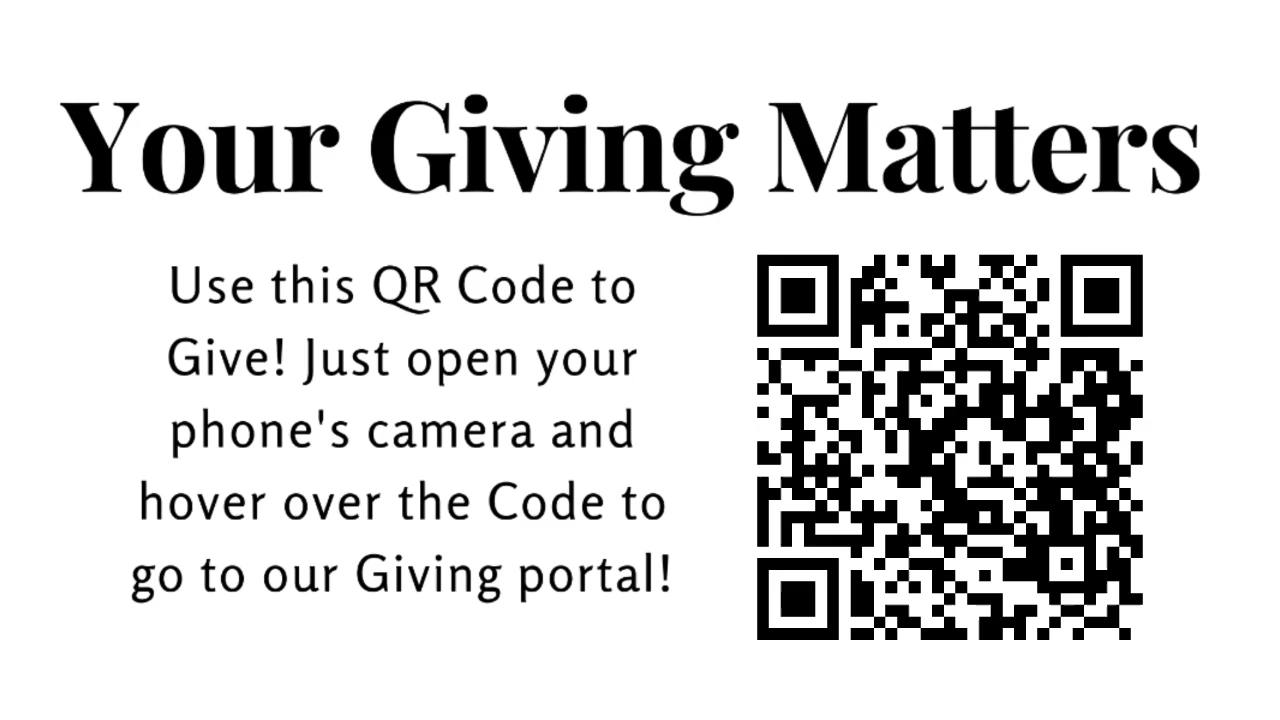 Your Giving Matters
Use this QR Code to
Give! Just open your
phone's camera and
hover over the Code to
go to our Giving portal!